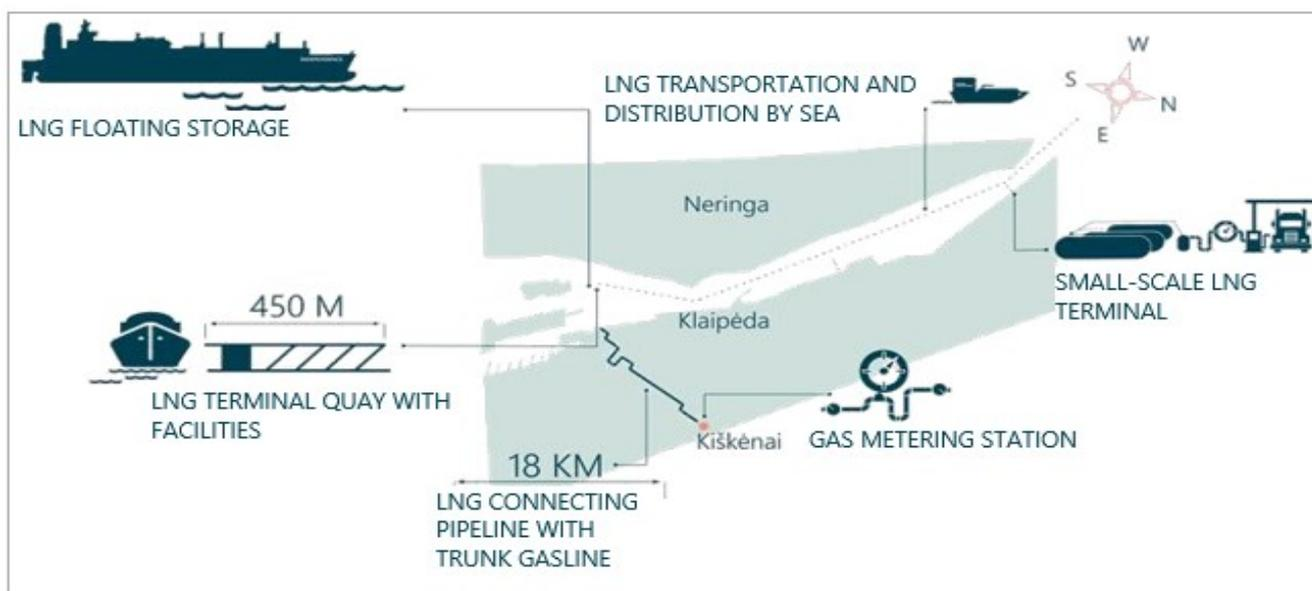 INDEPENDENCE
LNG FLOATING STORAGE
LNG TRANSPORTATION AND
DISTRIBUTION BY SEA
W
S
N
E
Neringa
SMALL-SCALE LNG
TERMINAL
450 M
Klaipėda
LNG TERMINAL QUAY WITH
FACILITIES
Kiškėnai
GAS METERING STATION
18 KM
LNG CONNECTING
PIPELINE WITH
TRUNK GASLINE